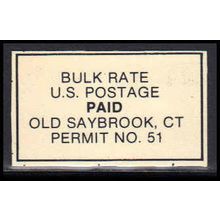 BULK RATE
U.S. POSTAGE
PAID
OLD SAYBROOK, CT
PERMIT NO. 51